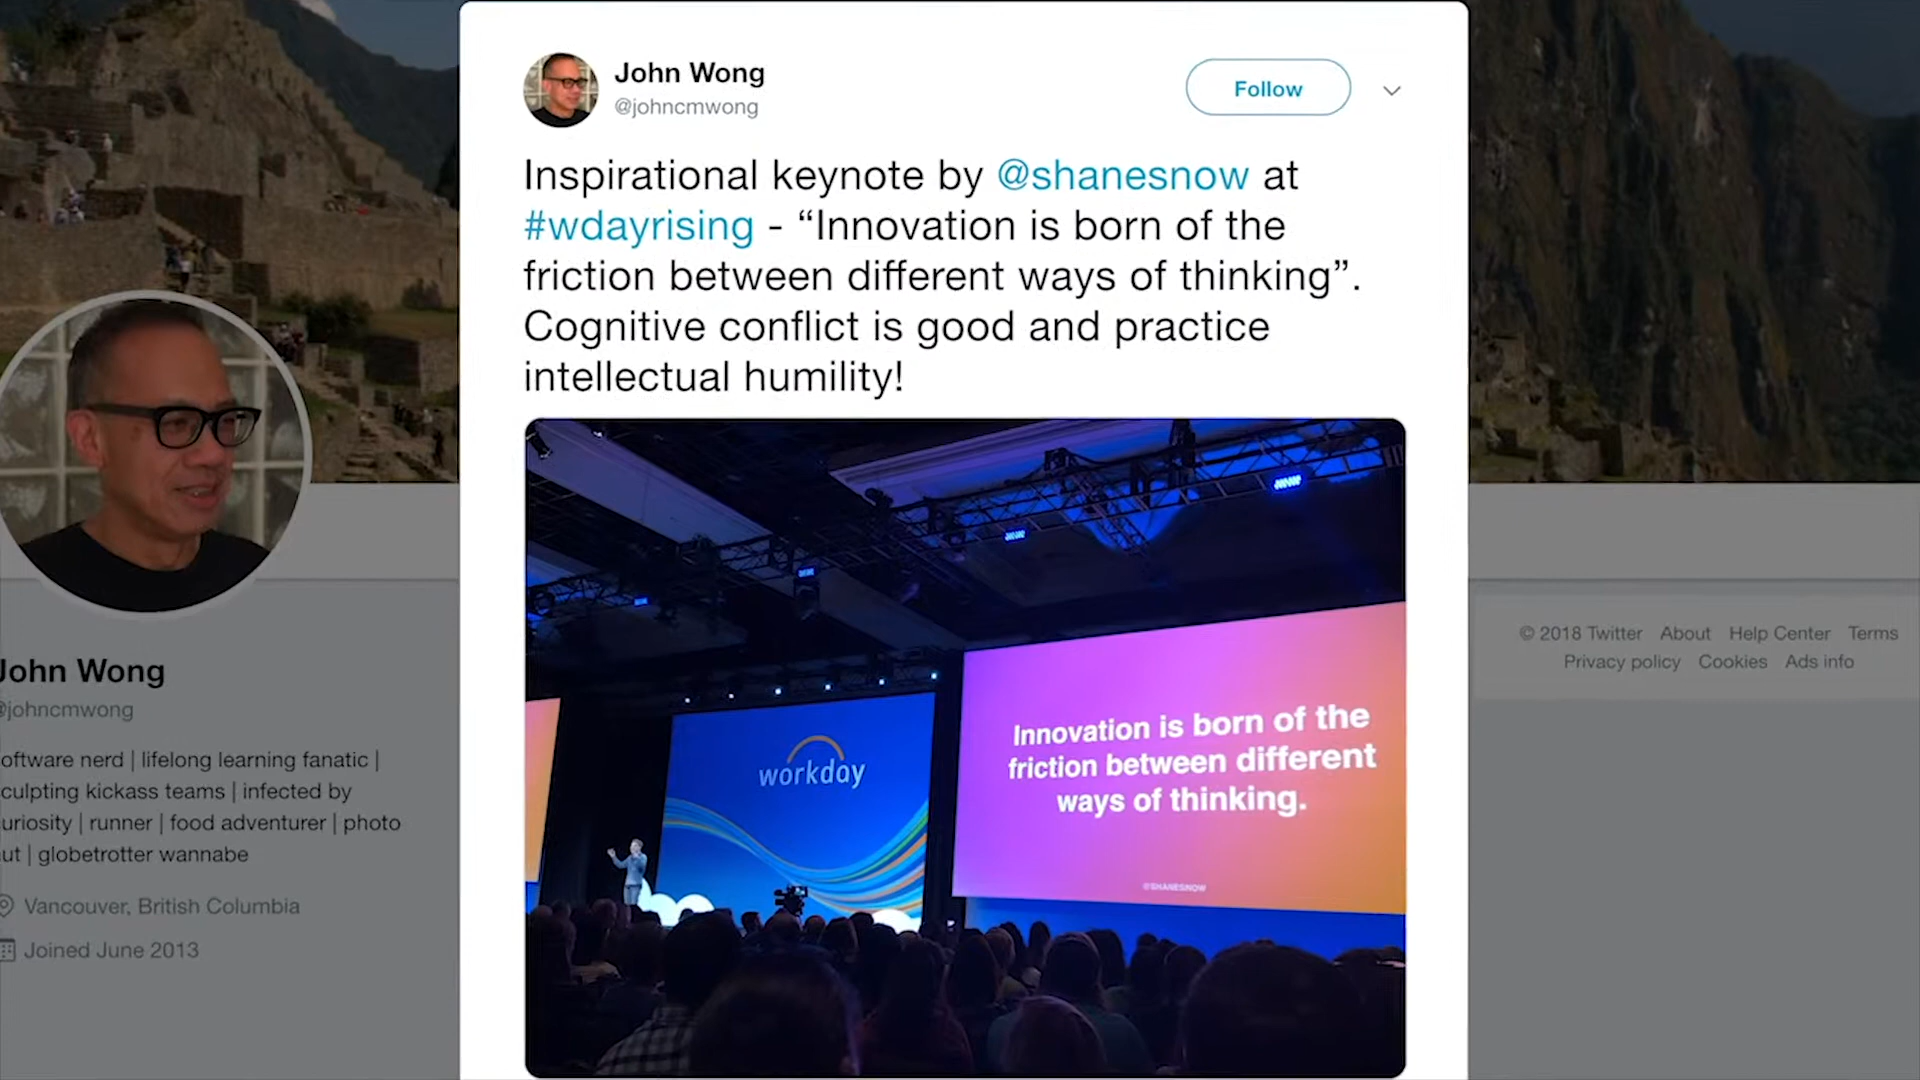 John Wong
@johncmwong
Follow
Inspirational keynote by @shanesnow at
#wdayrising - “Innovation is born of the
friction between different ways of thinking”.
Cognitive conflict is good and practice
intellectual humility!
workday
Innovation is born of the
friction between different
ways of thinking.
@SHANESNOW
John Wong
@johncmwong
oftware nerd | lifelong learning fanatic |
culpting kickass teams | infected by
uriosity | runner | food adventurer | photo
ut | globetrotter wannabe
Vancouver, British Columbia
Joined June 2013
© 2018 Twitter About Help Center Terms
Privacy policy Cookies Ads info